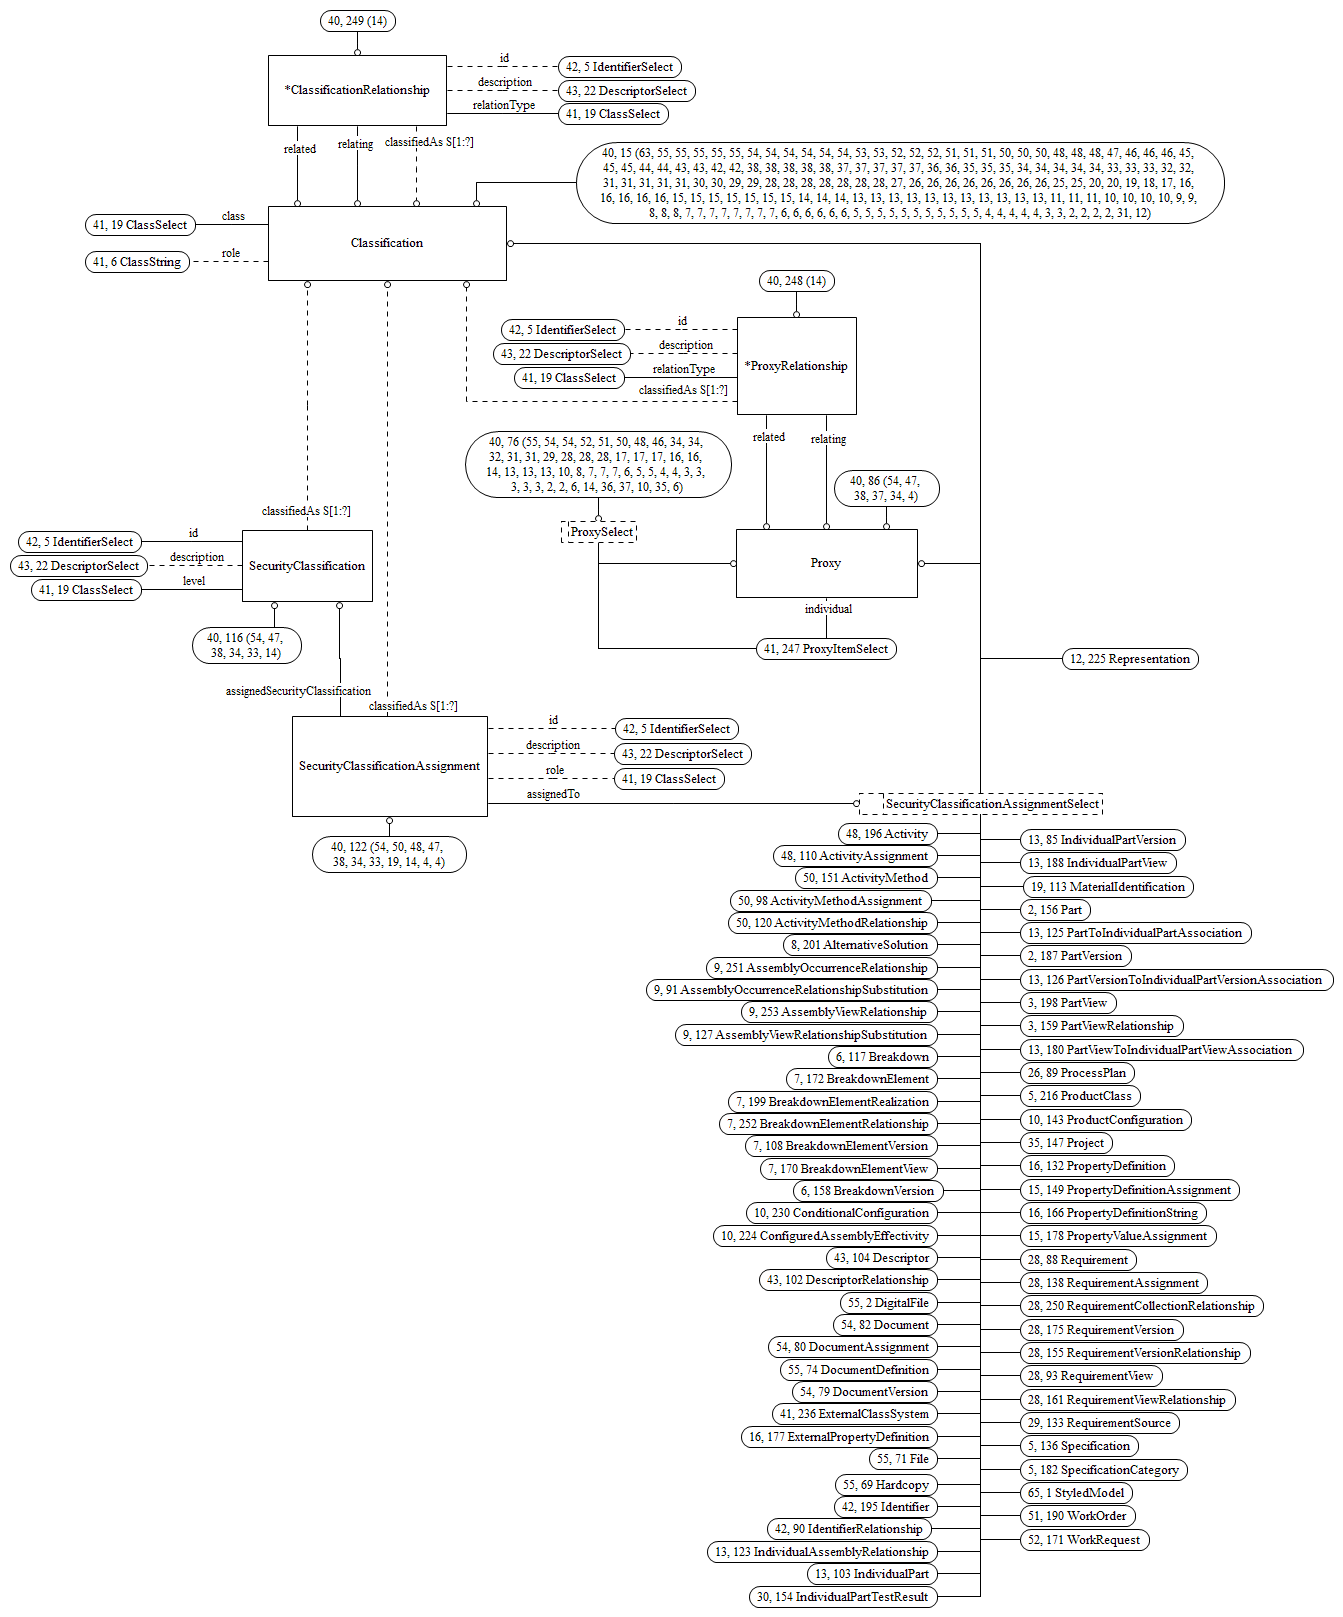 40, 249 (14)
*ClassificationRelationship
id
42, 5 IdentifierSelect
description
43, 22 DescriptorSelect
relationType
41, 19 ClassSelect
related
relating
classifiedAs S[1:?]
40, 15 (63, 55, 55, 55, 55, 55, 54, 54, 54, 54, 54, 54, 53, 53, 52, 52, 52, 51, 51, 51, 50, 50, 50, 48, 48, 48, 47, 46, 46, 46, 45,
45, 45, 44, 44, 43, 43, 42, 42, 38, 38, 38, 38, 38, 37, 37, 37, 37, 37, 36, 36, 35, 35, 35, 34, 34, 34, 34, 34, 33, 33, 32, 32,
31, 31, 31, 31, 31, 30, 30, 29, 29, 28, 28, 28, 28, 28, 28, 28, 27, 26, 26, 26, 26, 26, 26, 26, 26, 25, 25, 20, 20, 19, 18, 17, 16,
16, 16, 16, 16, 15, 15, 15, 15, 15, 15, 15, 14, 14, 14, 13, 13, 13, 13, 13, 13, 13, 13, 13, 13, 13, 11, 11, 11, 10, 10, 10, 10, 9, 9,
8, 8, 8, 7, 7, 7, 7, 7, 7, 7, 7, 6, 6, 6, 6, 6, 6, 5, 5, 5, 5, 5, 5, 5, 5, 5, 5, 5, 4, 4, 4, 4, 4, 3, 3, 2, 2, 2, 2, 31, 12)
41, 19 ClassSelect
class
Classification
41, 6 ClassString
role
40, 248 (14)
42, 5 IdentifierSelect
id
43, 22 DescriptorSelect
description
41, 19 ClassSelect
relationType
*ProxyRelationship
classifiedAs S[1:?]
related
relating
40, 76 (55, 54, 54, 52, 51, 50, 48, 46, 34, 34,
32, 31, 31, 29, 28, 28, 28, 17, 17, 17, 16, 16,
14, 13, 13, 13, 10, 8, 7, 7, 7, 6, 5, 5, 4, 4, 3, 3,
3, 3, 3, 2, 2, 6, 14, 36, 37, 10, 35, 6)
40, 86 (54, 47,
38, 37, 34, 4)
ProxySelect
Proxy
individual
41, 247 ProxyItemSelect
classifiedAs S[1:?]
42, 5 IdentifierSelect
id
43, 22 DescriptorSelect
description
41, 19 ClassSelect
level
SecurityClassification
40, 116 (54, 47,
38, 34, 33, 14)
12, 225 Representation
assignedSecurityClassification
classifiedAs S[1:?]
SecurityClassificationAssignment
id
42, 5 IdentifierSelect
description
43, 22 DescriptorSelect
role
41, 19 ClassSelect
assignedTo
SecurityClassificationAssignmentSelect
40, 122 (54, 50, 48, 47,
38, 34, 33, 19, 14, 4, 4)
48, 196 Activity
48, 110 ActivityAssignment
50, 151 ActivityMethod
50, 98 ActivityMethodAssignment
50, 120 ActivityMethodRelationship
8, 201 AlternativeSolution
9, 251 AssemblyOccurrenceRelationship
9, 91 AssemblyOccurrenceRelationshipSubstitution
9, 253 AssemblyViewRelationship
9, 127 AssemblyViewRelationshipSubstitution
6, 117 Breakdown
7, 172 BreakdownElement
7, 199 BreakdownElementRealization
7, 252 BreakdownElementRelationship
7, 108 BreakdownElementVersion
7, 170 BreakdownElementView
6, 158 BreakdownVersion
10, 230 ConditionalConfiguration
10, 224 ConfiguredAssemblyEffectivity
43, 104 Descriptor
43, 102 DescriptorRelationship
55, 2 DigitalFile
54, 82 Document
54, 80 DocumentAssignment
55, 74 DocumentDefinition
54, 79 DocumentVersion
41, 236 ExternalClassSystem
16, 177 ExternalPropertyDefinition
55, 71 File
55, 69 Hardcopy
42, 195 Identifier
42, 90 IdentifierRelationship
13, 123 IndividualAssemblyRelationship
13, 103 IndividualPart
30, 154 IndividualPartTestResult
13, 85 IndividualPartVersion
13, 188 IndividualPartView
19, 113 MaterialIdentification
2, 156 Part
13, 125 PartToIndividualPartAssociation
2, 187 PartVersion
13, 126 PartVersionToIndividualPartVersionAssociation
3, 198 PartView
3, 159 PartViewRelationship
13, 180 PartViewToIndividualPartViewAssociation
26, 89 ProcessPlan
5, 216 ProductClass
10, 143 ProductConfiguration
35, 147 Project
16, 132 PropertyDefinition
15, 149 PropertyDefinitionAssignment
16, 166 PropertyDefinitionString
15, 178 PropertyValueAssignment
28, 88 Requirement
28, 138 RequirementAssignment
28, 250 RequirementCollectionRelationship
28, 175 RequirementVersion
28, 155 RequirementVersionRelationship
28, 93 RequirementView
28, 161 RequirementViewRelationship
29, 133 RequirementSource
5, 136 Specification
5, 182 SpecificationCategory
65, 1 StyledModel
51, 190 WorkOrder
52, 171 WorkRequest